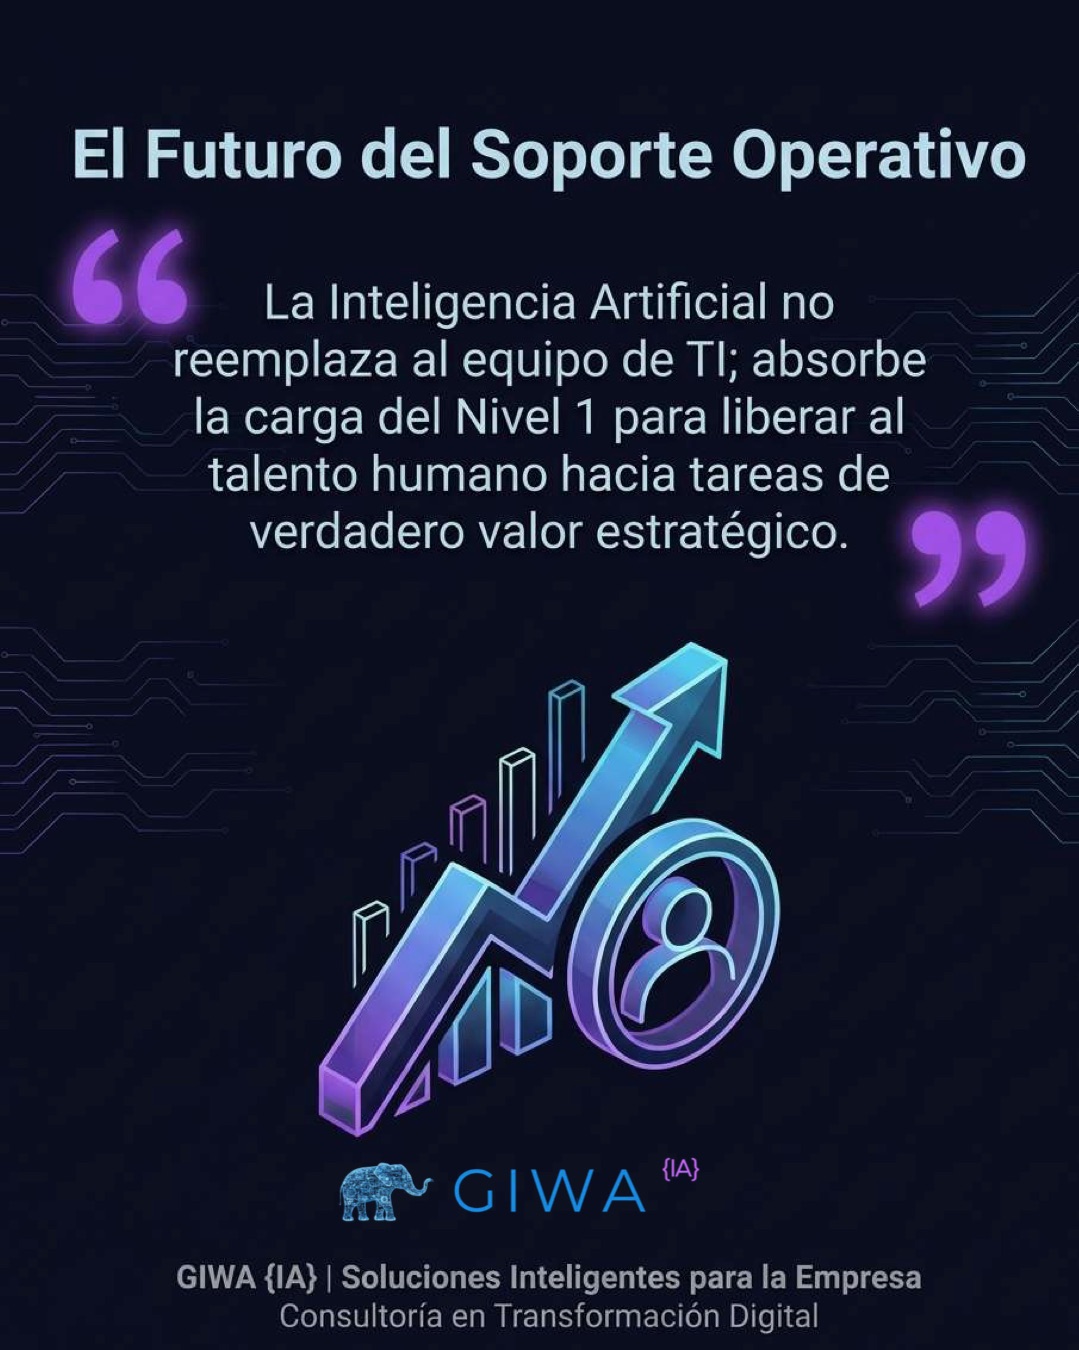 El Futuro del Soporte Operativo
“
La Inteligencia Artificial no
reemplaza al equipo de TI; absorbe
la carga del Nivel 1 para liberar al
talento humano hacia tareas de
verdadero valor estratégico.
”
GIWA {IA}
GIWA {IA} | Soluciones Inteligentes para la Empresa
Consultoría en Transformación Digital